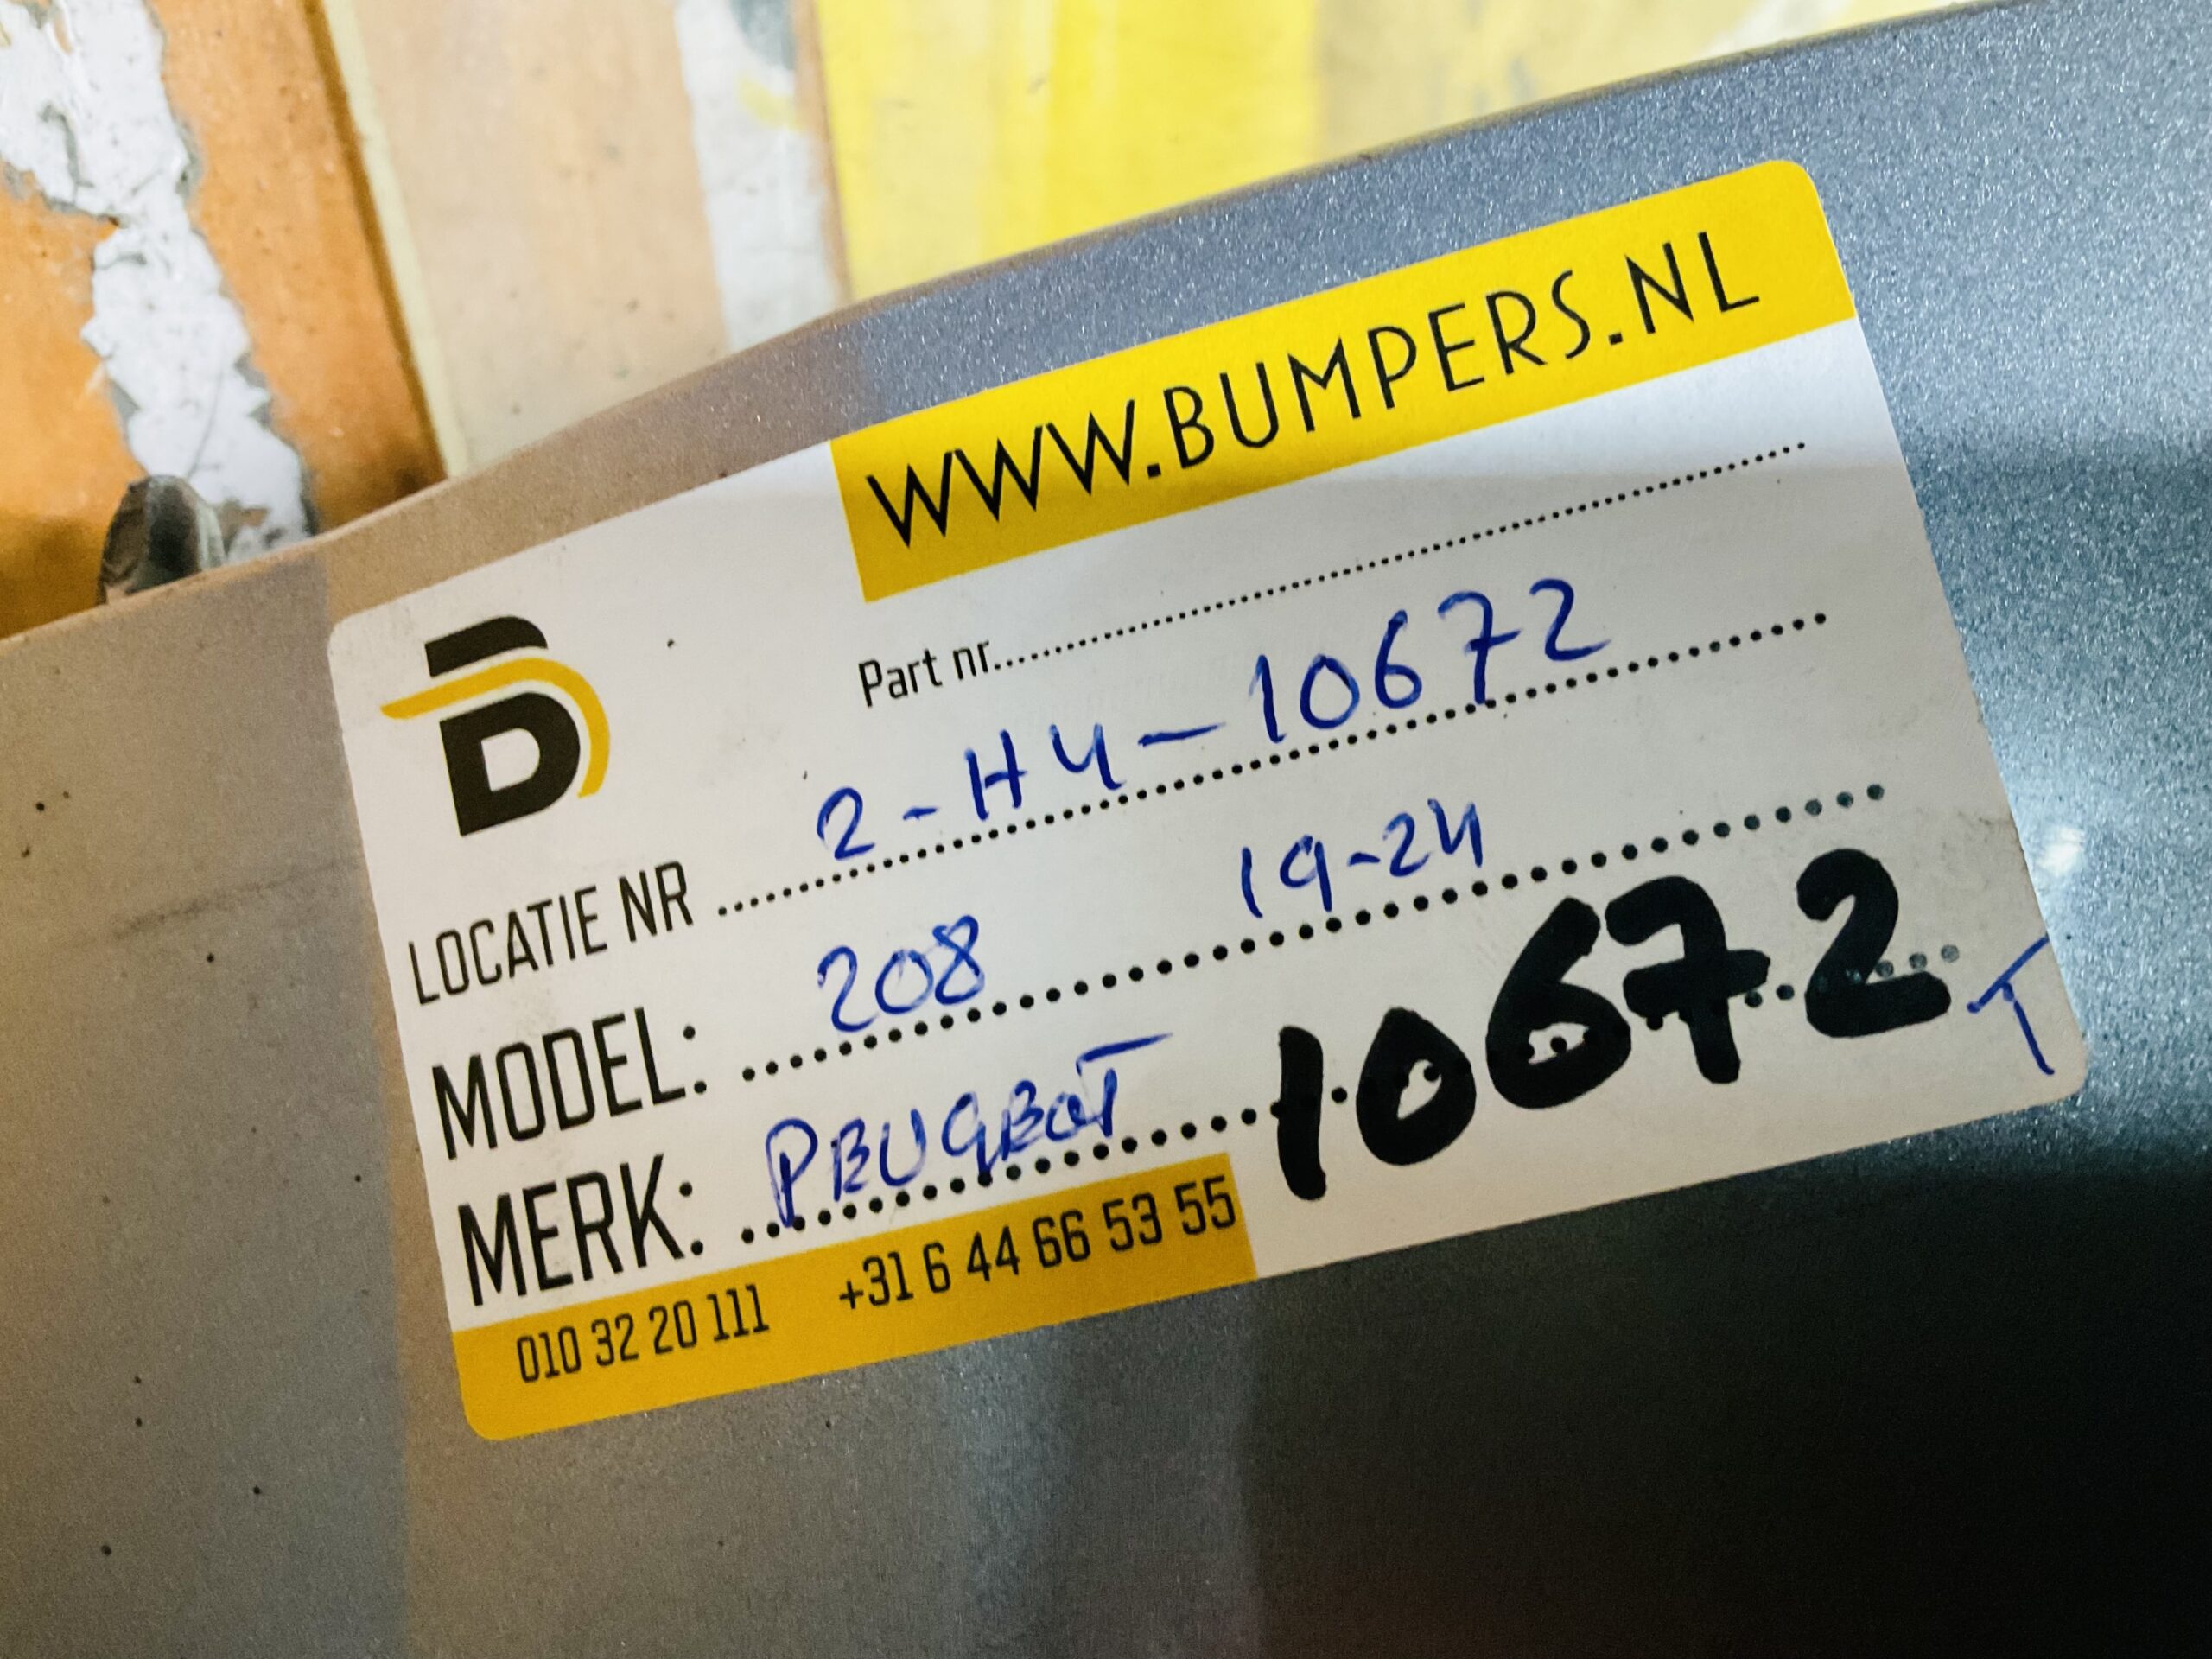 WWW.BUMPERS.NL
B
Part nr.....
LOCATIE NR 2-H4-10672
MODEL: 208 19-24
MERK: PEUGEOT 10672 T
010 32 20 111 +31 6 44 66 53 55